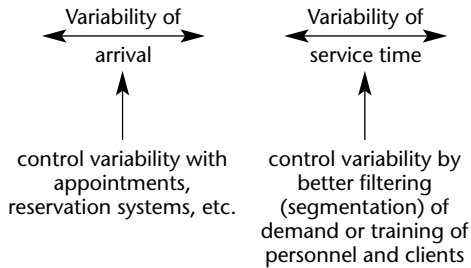 Variability of
arrival
control variability with
appointments,
reservation systems, etc.
Variability of
service time
control variability by
better filtering
(segmentation) of
demand or training of
personnel and clients